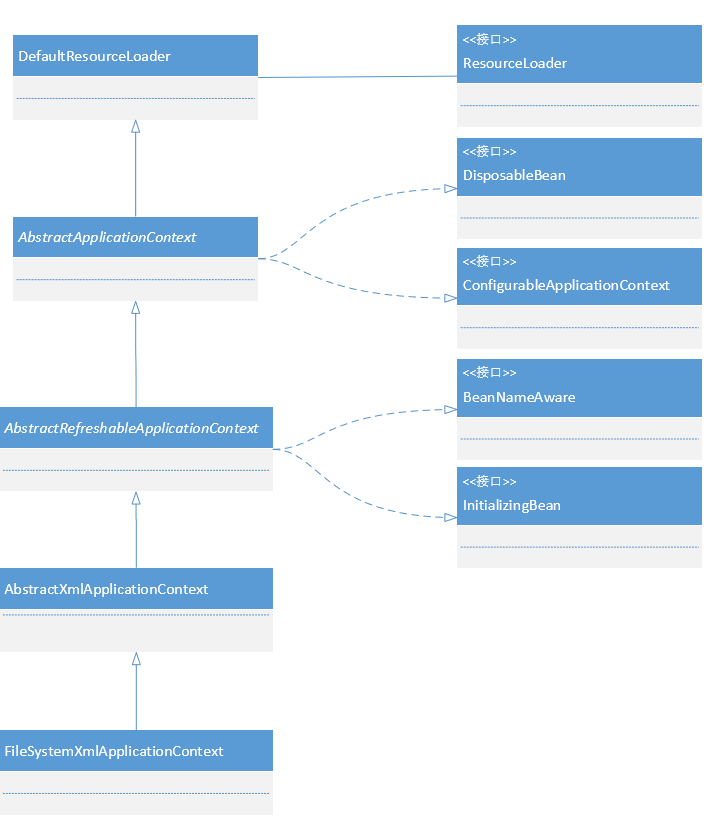 DefaultResourceLoader
<<接口>>
ResourceLoader
<<接口>>
DisposableBean
AbstractApplicationContext
<<接口>>
ConfigurableApplicationContext
<<接口>>
BeanNameAware
AbstractRefreshableApplicationContext
<<接口>>
InitializingBean
AbstractXmlApplicationContext
FileSystemXmlApplicationContext